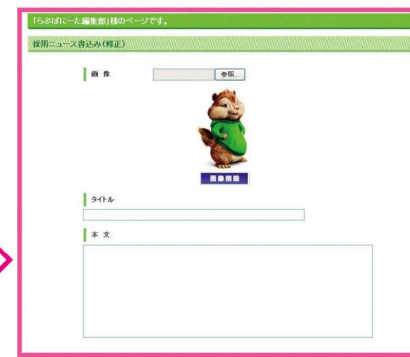 「らぶぱにーた編集部」様のページです。
採用ニュース書込み(修正)
画 像
参照...
画像削除
タイトル
本 文